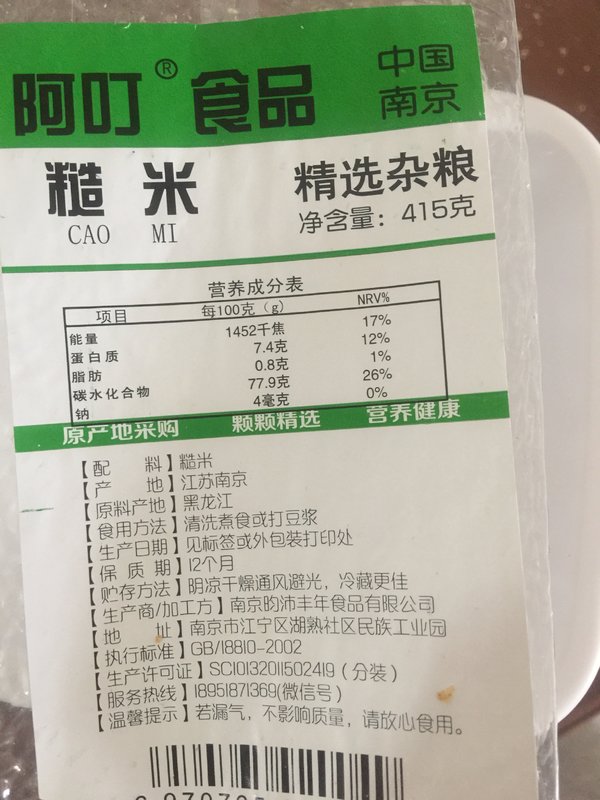 阿叮® 食品
中国
南京
糙 米
CAO MI
精选杂粮
净含量：415克
营养成分表
项目 每100克（g） NRV%
能量 1452千焦 17%
蛋白质 7.4克 12%
脂肪 0.8克 1%
碳水化合物 77.9克 26%
钠 4毫克 0%
原产地采购 颗颗精选 营养健康
【配 料】糙米
【产 地】江苏南京
【原料产地】黑龙江
【食用方法】清洗煮食或打豆浆
【生产日期】见标签或外包装打印处
【保 质 期】12个月
【贮存方法】阴凉干燥通风避光，冷藏更佳
【生产商/加工方】南京昀沛丰年食品有限公司
【地 址】南京市江宁区湖熟社区民族工业园
【执行标准】GB/18810-2002
【生产许可证】SC10132011502419（分装）
【服务热线】18951871369(微信号)
【温馨提示】若漏气，不影响质量，请放心食用。